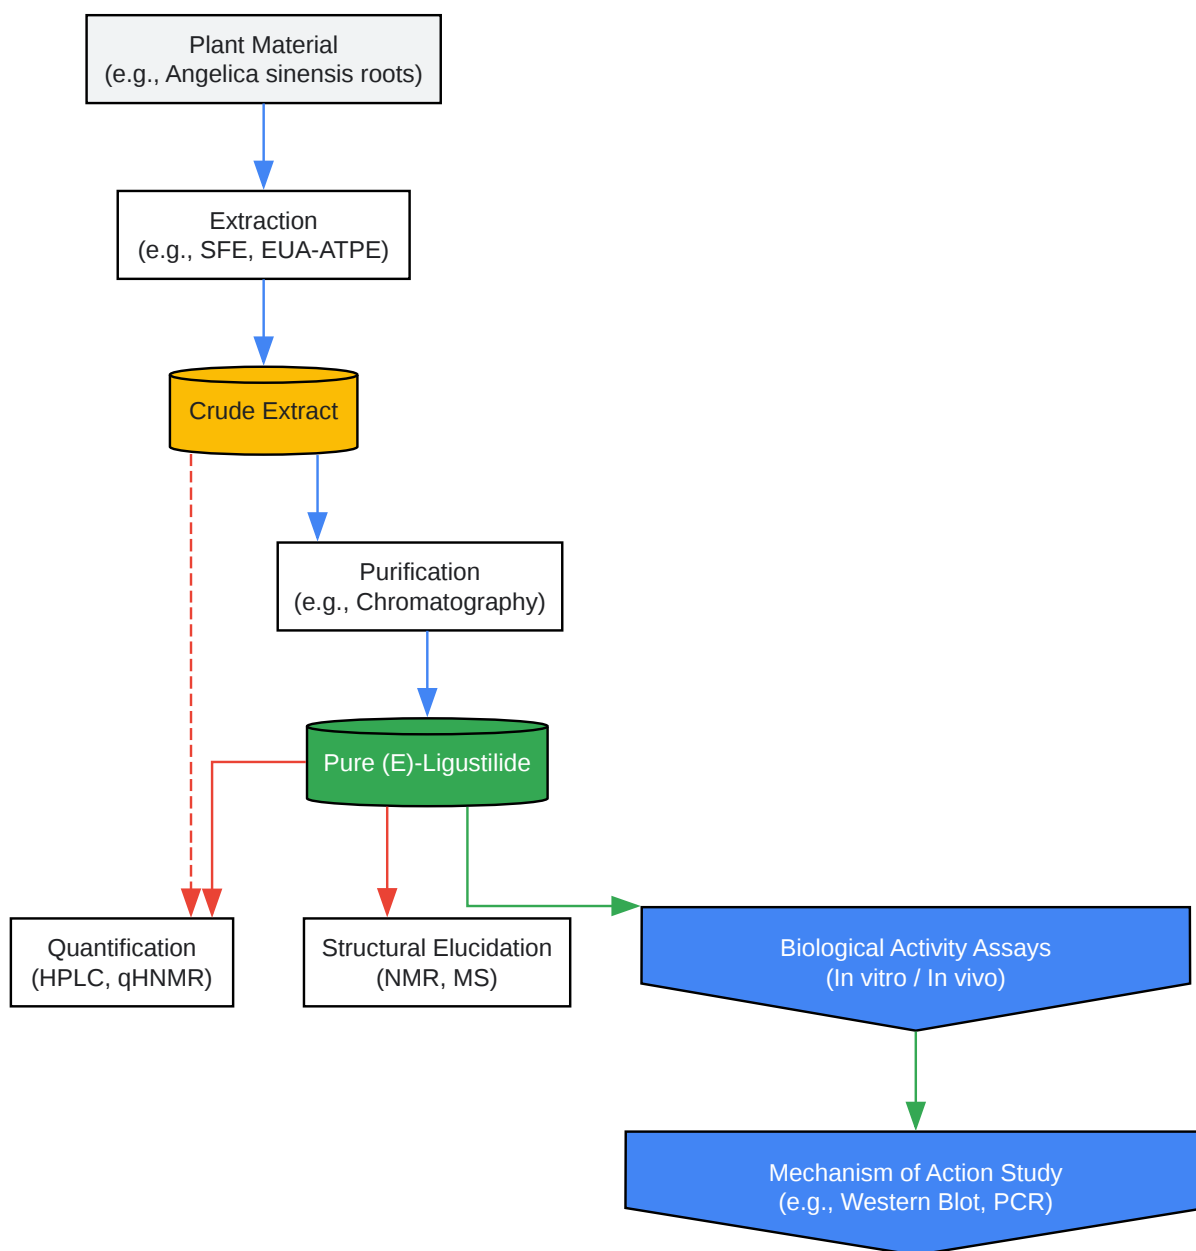 Plant Material
(e.g., Angelica sinensis roots)
Extraction
(e.g., SFE, EUA-ATPE)
Crude Extract
Purification
(e.g., Chromatography)
Pure (E)-Ligustilide
Quantification
(HPLC, qHNMR)
Structural Elucidation
(NMR, MS)
Biological Activity Assays
(In vitro / In vivo)
Mechanism of Action Study
(e.g., Western Blot, PCR)